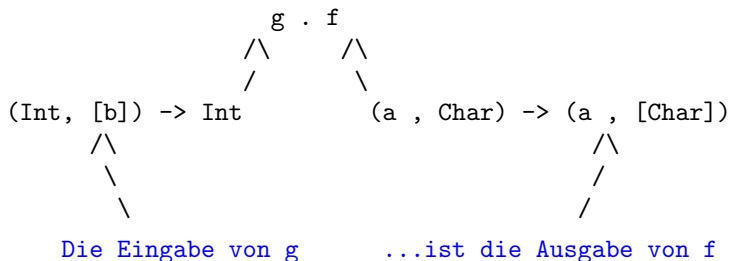 g . f
/\ /\
/ \
(Int, [b]) -> Int (a , Char) -> (a , [Char])
/\ /\
\ /
\ /
Die Eingabe von g ...ist die Ausgabe von f